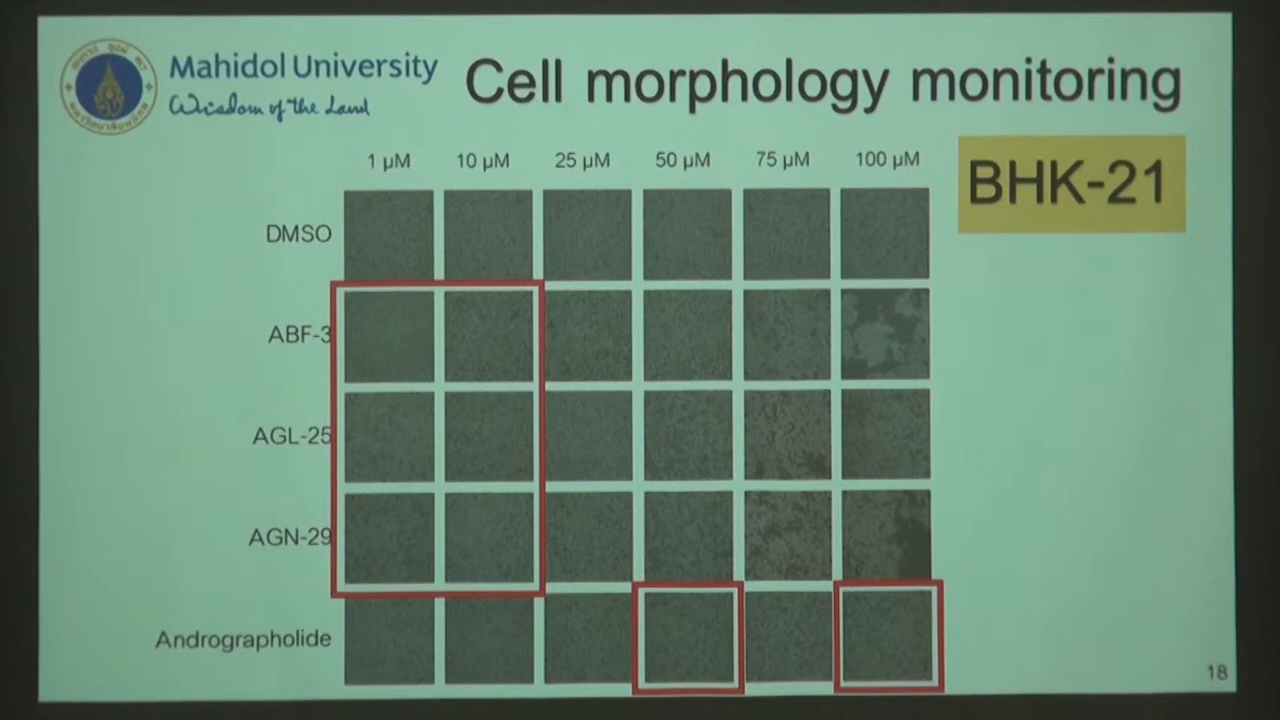 Mahidol University
Wisdom of the Land
Cell morphology monitoring
BHK-21
1 µM 10 µM 25 µM 50 µM 75 µM 100 µM
DMSO
ABF-3
AGL-25
AGN-29
Andrographolide
18